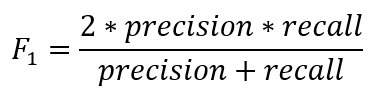 F₁ = 2 * precision * recall / precision + recall